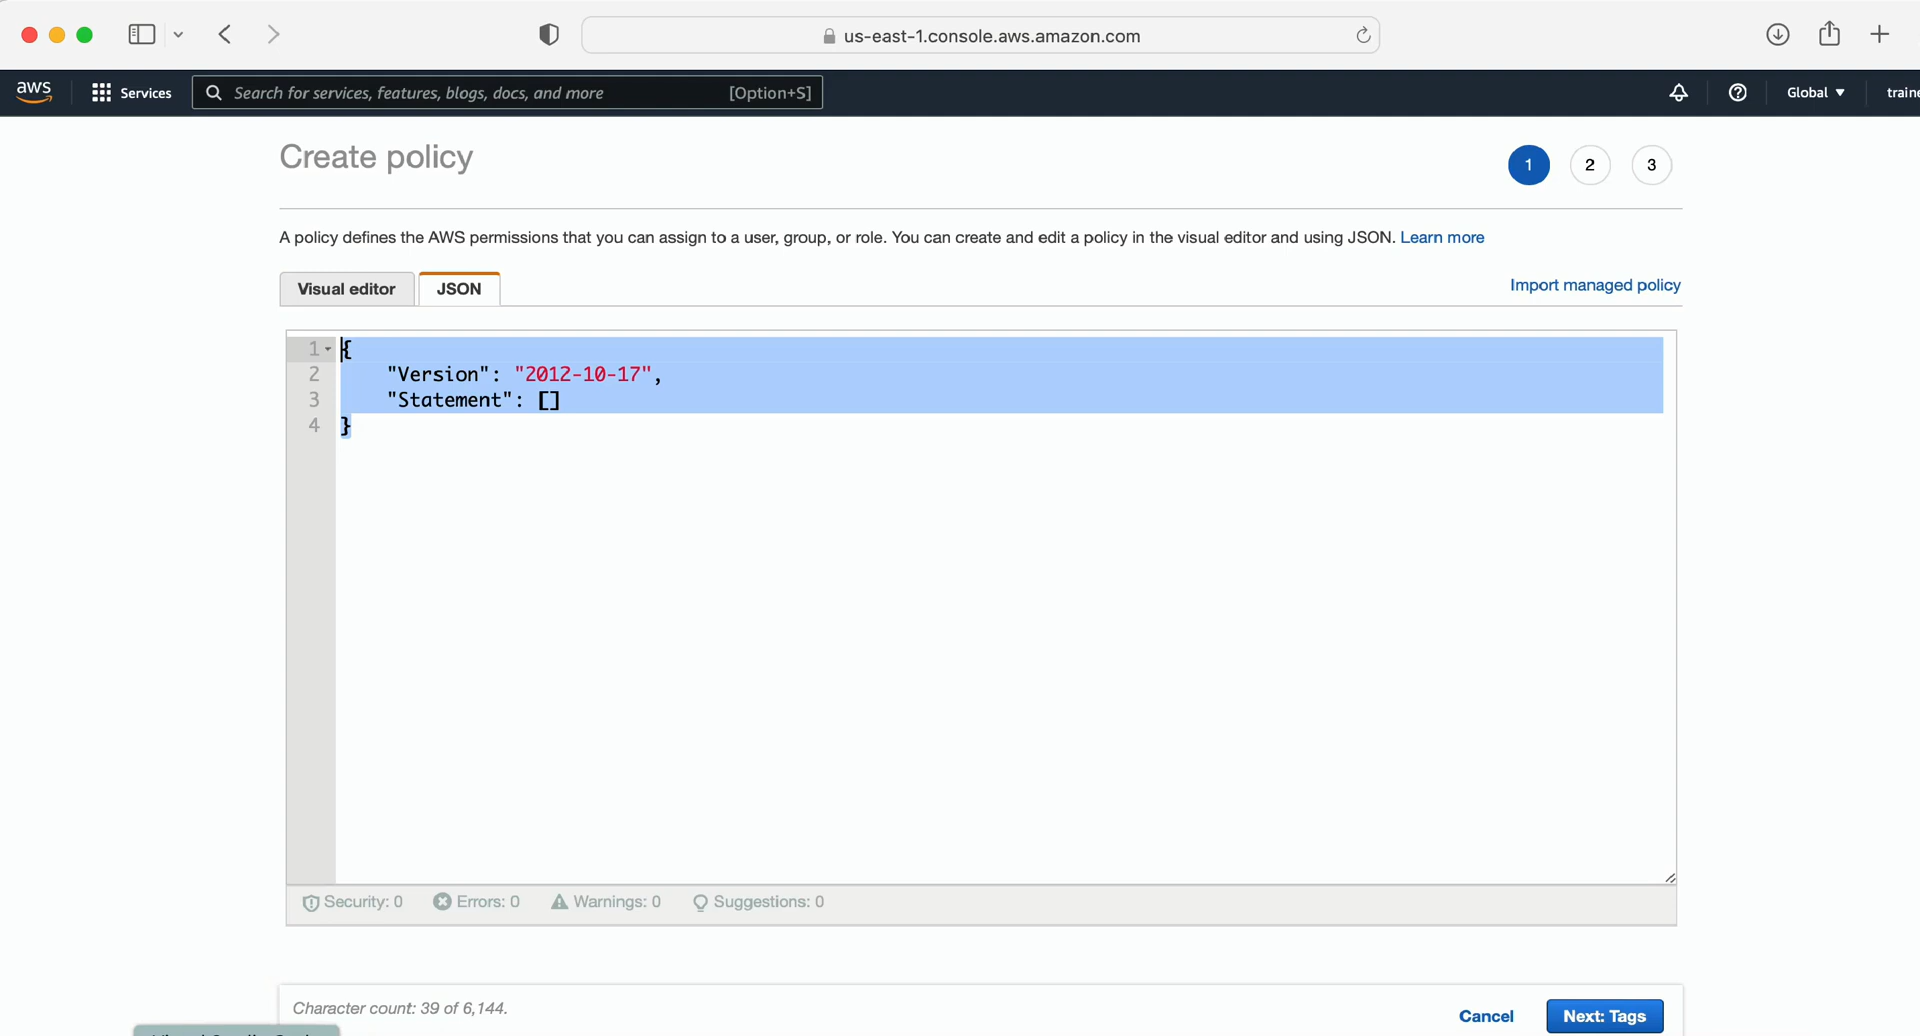 us-east-1.console.aws.amazon.com
aws
Services
Search for services, features, blogs, docs, and more
[Option+S]
Global
Create policy
1
2
3
A policy defines the AWS permissions that you can assign to a user, group, or role. You can create and edit a policy in the visual editor and using JSON. Learn more
Visual editor
JSON
Import managed policy
1 {
2 "Version": "2012-10-17",
3 "Statement": []
4 }
Security: 0
Errors: 0
Warnings: 0
Suggestions: 0
Character count: 39 of 6,144.
Cancel
Next: Tags